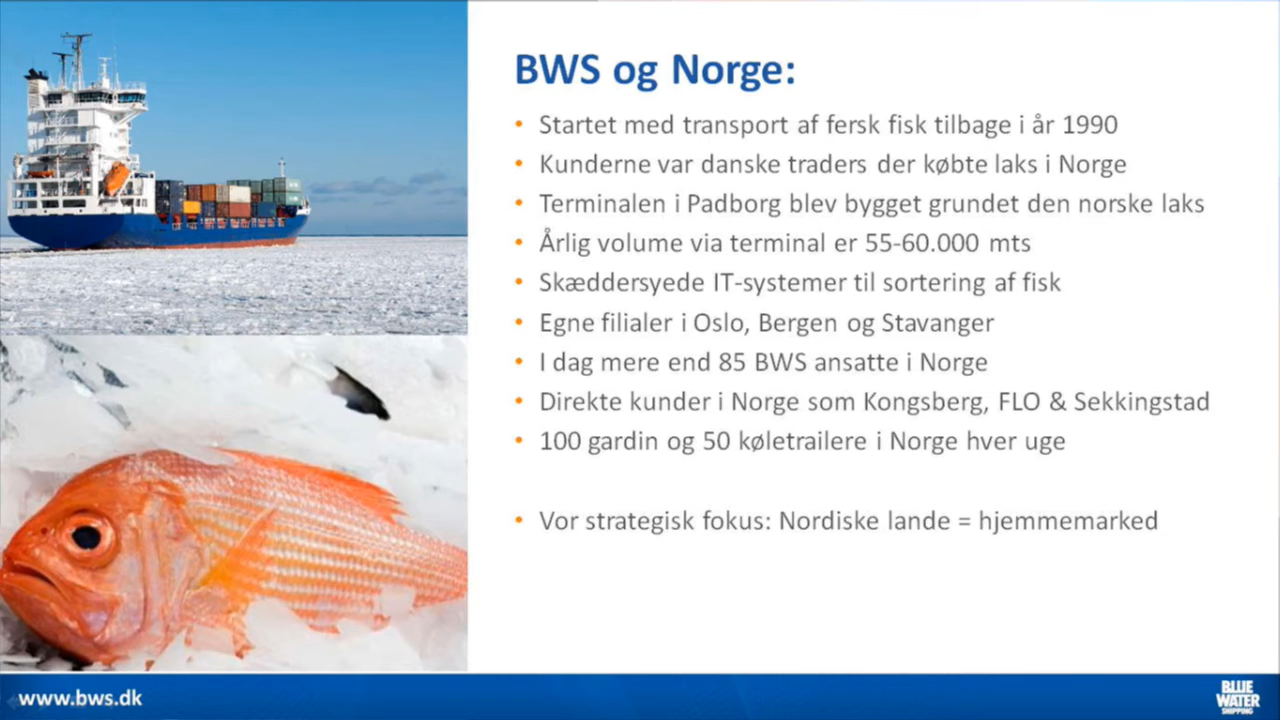 BWS og Norge:
• Startet med transport af fersk fisk tilbage i år 1990
• Kunderne var danske traders der købte laks i Norge
• Terminalen i Padborg blev bygget grundet den norske laks
• Årlig volume via terminal er 55-60.000 mts
• Skæddersyede IT-systemer til sortering af fisk
• Egne filialer i Oslo, Bergen og Stavanger
• I dag mere end 85 BWS ansatte i Norge
• Direkte kunder i Norge som Kongsberg, FLO & Sekkingstad
• 100 gardin og 50 køletrailere i Norge hver uge
• Vor strategisk fokus: Nordiske lande = hjemmemarked
www.bws.dk
BLUE
WATER
SHIPPING